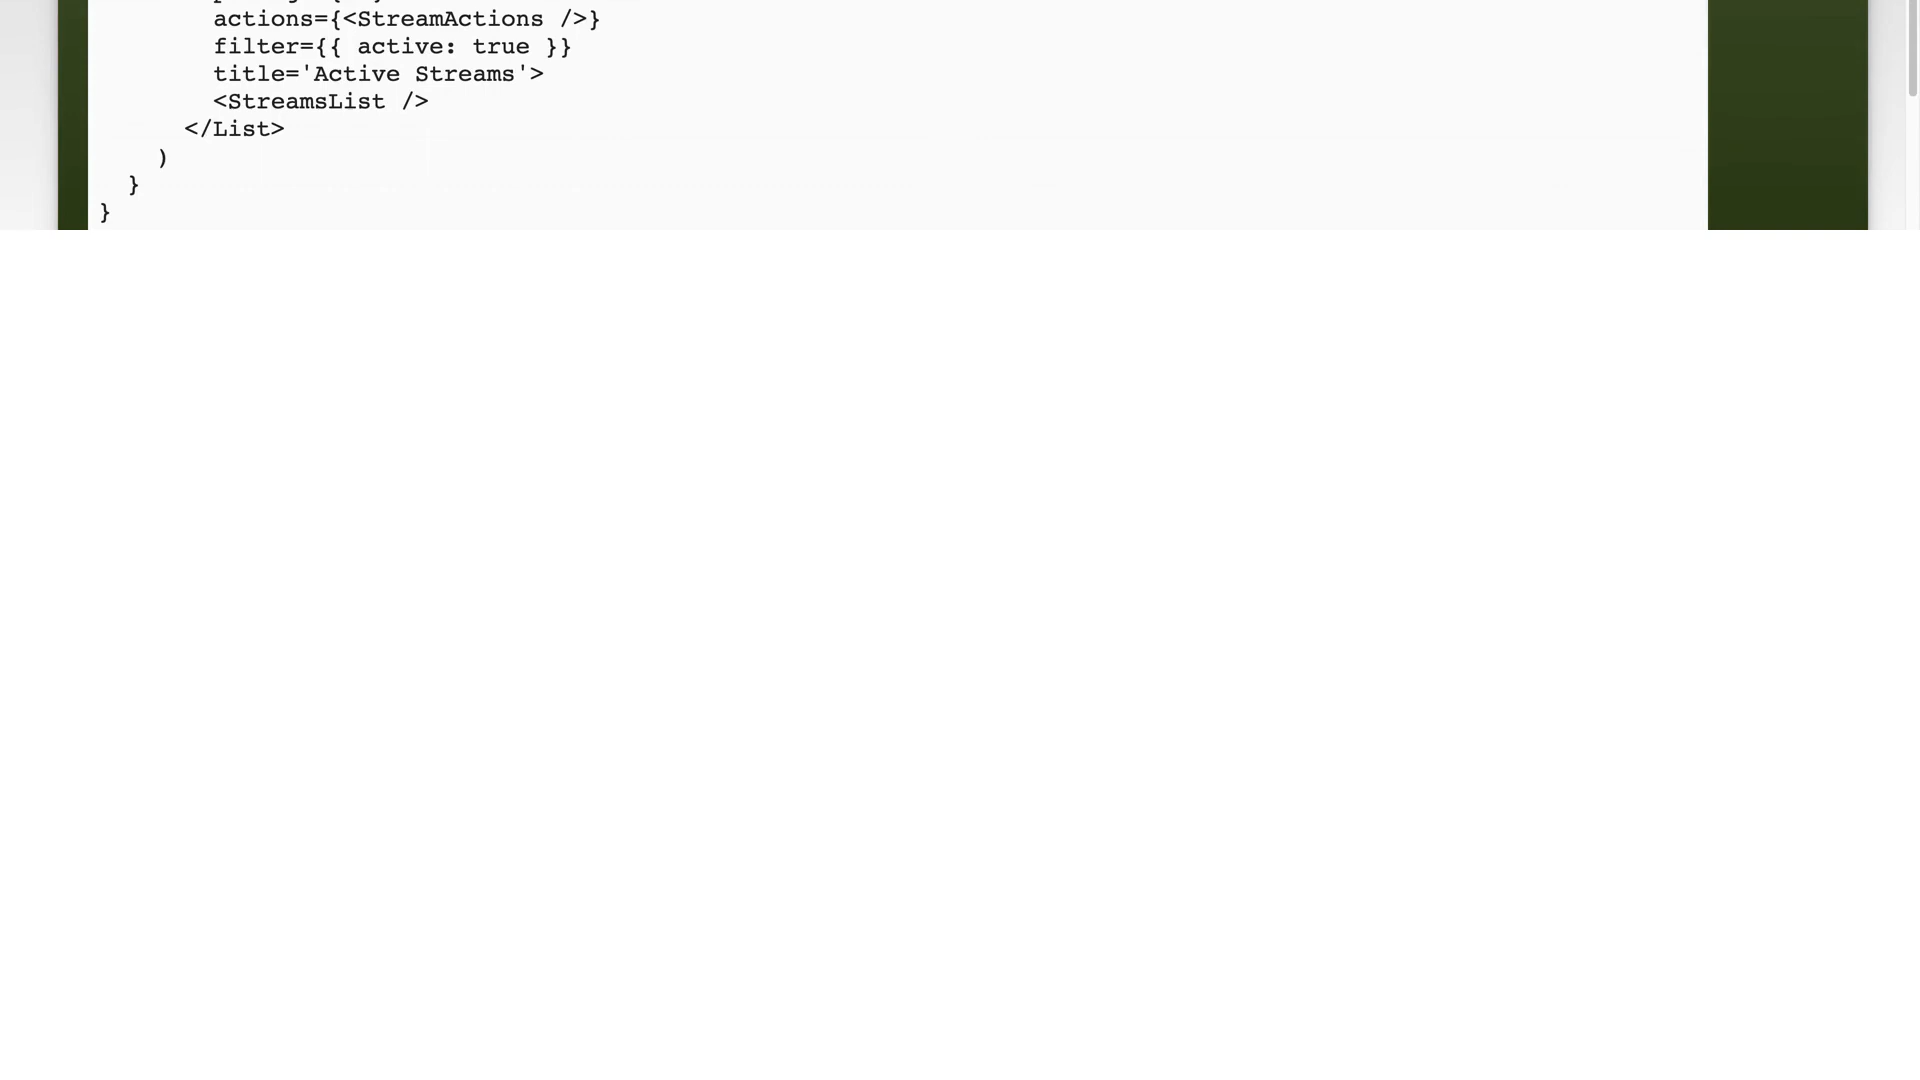 actions={<StreamActions />}
filter={{ active: true }}
title='Active Streams'>
<StreamsList />
</List>
)
}
}